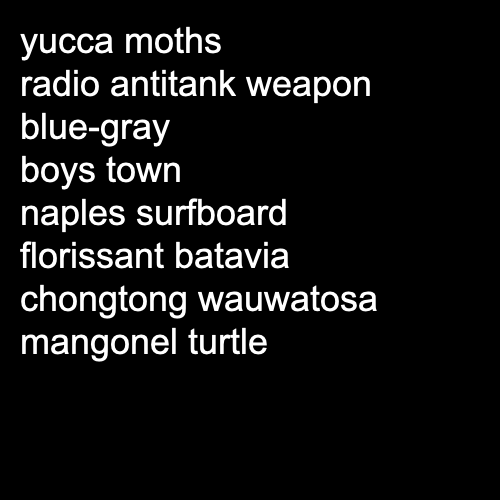 yucca moths
radio antitank weapon
blue-gray
boys town
naples surfboard
florissant batavia
chongtong wauwatosa
mangonel turtle